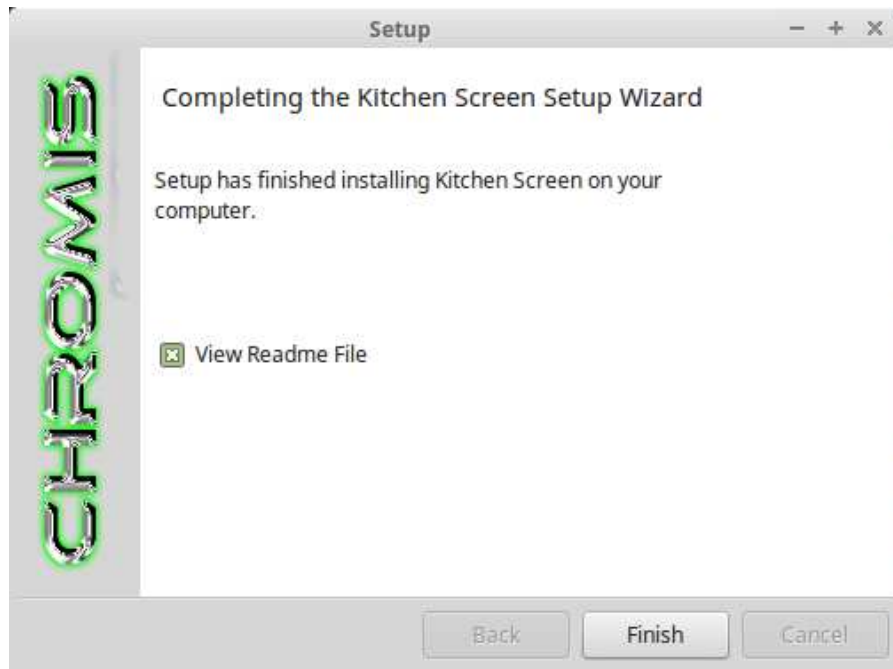 Setup
CHROMIS
Completing the Kitchen Screen Setup Wizard
Setup has finished installing Kitchen Screen on your
computer.
View Readme File
Back
Finish
Cancel